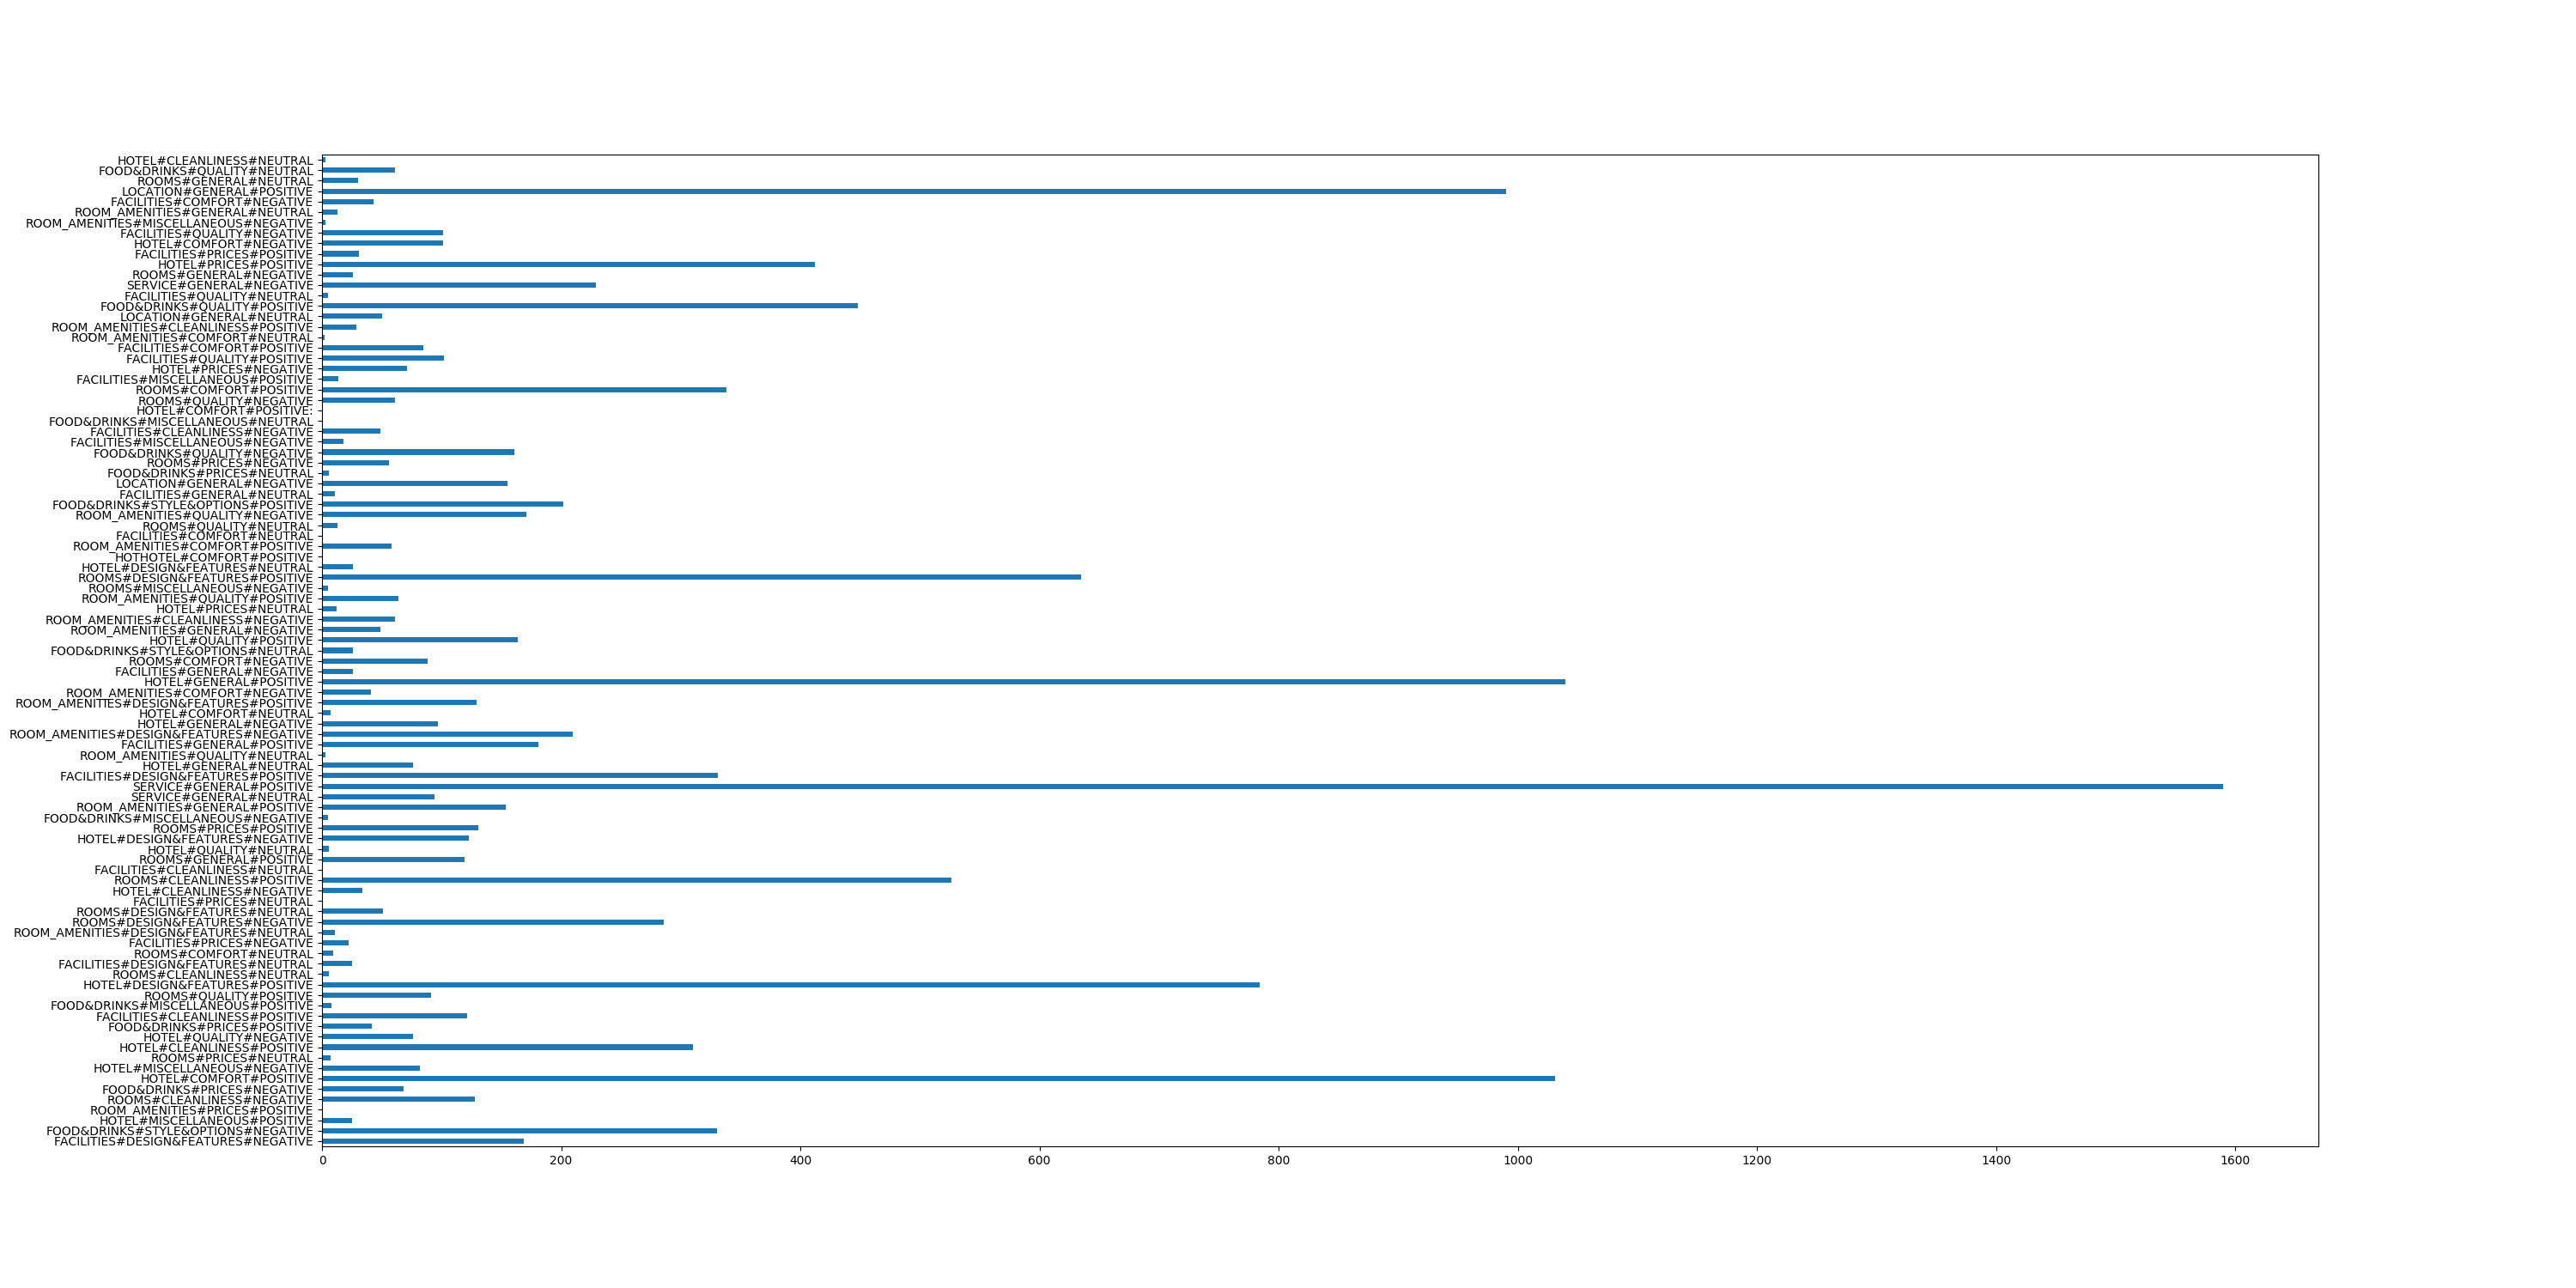 HOTEL#CLEANLINESS#NEUTRAL
FOOD&DRINKS#QUALITY#NEUTRAL
ROOMS#GENERAL#NEUTRAL
LOCATION#GENERAL#POSITIVE
FACILITIES#COMFORT#NEGATIVE
ROOM_AMENITIES#GENERAL#NEUTRAL
ROOM_AMENITIES#MISCELLANEOUS#NEGATIVE
FACILITIES#QUALITY#NEGATIVE
HOTEL#COMFORT#NEGATIVE
FACILITIES#PRICES#POSITIVE
HOTEL#PRICES#POSITIVE
ROOMS#GENERAL#NEGATIVE
SERVICE#GENERAL#NEGATIVE
FACILITIES#QUALITY#NEUTRAL
FOOD&DRINKS#QUALITY#POSITIVE
LOCATION#GENERAL#NEUTRAL
ROOM_AMENITIES#CLEANLINESS#POSITIVE
ROOM_AMENITIES#COMFORT#NEUTRAL
FACILITIES#COMFORT#POSITIVE
FACILITIES#QUALITY#POSITIVE
HOTEL#PRICES#NEGATIVE
FACILITIES#MISCELLANEOUS#POSITIVE
ROOMS#COMFORT#POSITIVE
ROOMS#QUALITY#NEGATIVE
HOTEL#COMFORT#POSITIVE:
FOOD&DRINKS#MISCELLANEOUS#NEUTRAL
FACILITIES#CLEANLINESS#NEGATIVE
FACILITIES#MISCELLANEOUS#NEGATIVE
FOOD&DRINKS#QUALITY#NEGATIVE
ROOMS#PRICES#NEGATIVE
FOOD&DRINKS#PRICES#NEUTRAL
LOCATION#GENERAL#NEGATIVE
FACILITIES#GENERAL#NEUTRAL
FOOD&DRINKS#STYLE&OPTIONS#POSITIVE
ROOM_AMENITIES#QUALITY#NEGATIVE
ROOMS#QUALITY#NEUTRAL
FACILITIES#COMFORT#NEUTRAL
ROOM_AMENITIES#COMFORT#POSITIVE
HOTHOTEL#COMFORT#POSITIVE
HOTEL#DESIGN&FEATURES#NEUTRAL
ROOMS#DESIGN&FEATURES#POSITIVE
ROOMS#MISCELLANEOUS#NEGATIVE
ROOM_AMENITIES#QUALITY#POSITIVE
HOTEL#PRICES#NEUTRAL
ROOM_AMENITIES#CLEANLINESS#NEGATIVE
ROOM_AMENITIES#GENERAL#NEGATIVE
HOTEL#QUALITY#POSITIVE
FOOD&DRINKS#STYLE&OPTIONS#NEUTRAL
ROOMS#COMFORT#NEGATIVE
FACILITIES#GENERAL#NEGATIVE
HOTEL#GENERAL#POSITIVE
ROOM_AMENITIES#COMFORT#NEGATIVE
ROOM_AMENITIES#DESIGN&FEATURES#POSITIVE
HOTEL#COMFORT#NEUTRAL
HOTEL#GENERAL#NEGATIVE
ROOM_AMENITIES#DESIGN&FEATURES#NEGATIVE
FACILITIES#GENERAL#POSITIVE
ROOM_AMENITIES#QUALITY#NEUTRAL
HOTEL#GENERAL#NEUTRAL
FACILITIES#DESIGN&FEATURES#POSITIVE
SERVICE#GENERAL#POSITIVE
SERVICE#GENERAL#NEUTRAL
ROOM_AMENITIES#GENERAL#POSITIVE
FOOD&DRINKS#MISCELLANEOUS#NEGATIVE
ROOMS#PRICES#POSITIVE
HOTEL#DESIGN&FEATURES#NEGATIVE
HOTEL#QUALITY#NEUTRAL
ROOMS#GENERAL#POSITIVE
FACILITIES#CLEANLINESS#NEUTRAL
ROOMS#CLEANLINESS#POSITIVE
HOTEL#CLEANLINESS#NEGATIVE
FACILITIES#PRICES#NEUTRAL
ROOMS#DESIGN&FEATURES#NEUTRAL
ROOMS#DESIGN&FEATURES#NEGATIVE
ROOM_AMENITIES#DESIGN&FEATURES#NEUTRAL
FACILITIES#PRICES#NEGATIVE
ROOMS#COMFORT#NEUTRAL
FACILITIES#DESIGN&FEATURES#NEUTRAL
ROOMS#CLEANLINESS#NEUTRAL
HOTEL#DESIGN&FEATURES#POSITIVE
ROOMS#QUALITY#POSITIVE
FOOD&DRINKS#MISCELLANEOUS#POSITIVE
FACILITIES#CLEANLINESS#POSITIVE
FOOD&DRINKS#PRICES#POSITIVE
HOTEL#QUALITY#NEGATIVE
HOTEL#CLEANLINESS#POSITIVE
ROOMS#PRICES#NEUTRAL
HOTEL#MISCELLANEOUS#NEGATIVE
HOTEL#COMFORT#POSITIVE
FOOD&DRINKS#PRICES#NEGATIVE
ROOMS#CLEANLINESS#NEGATIVE
ROOM_AMENITIES#PRICES#POSITIVE
HOTEL#MISCELLANEOUS#POSITIVE
FOOD&DRINKS#STYLE&OPTIONS#NEGATIVE
FACILITIES#DESIGN&FEATURES#NEGATIVE
0 200 400 600 800 1000 1200 1400 1600